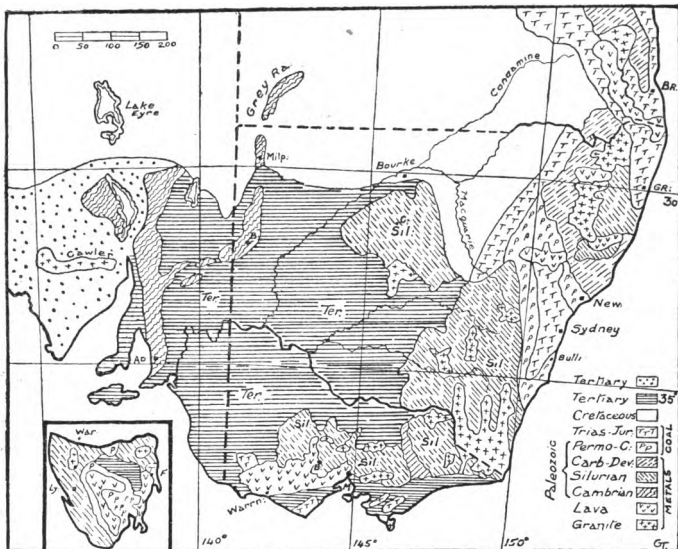 0 50 100 150 200
Lake
Eyre
Grey Ra
Condamine
BR.
Milp.
Bourke
Macquarie
GR:
30
C
Sil
Gawler
B
Ter.
Ter.
New.
Sydney
Bulli
AD
Ter
Sil
Sil
Sil
Sil
B
M
Warrn.
War
P
Ly
Tertiary
Tertiary
35°
Cretaceous
Trias-Jur.
Permo-C.
Carb-Dev.
Silurian
Cambrian
Lava
Granite
Paleozoic
COAL
METALS
140°
145°
150°
GT.